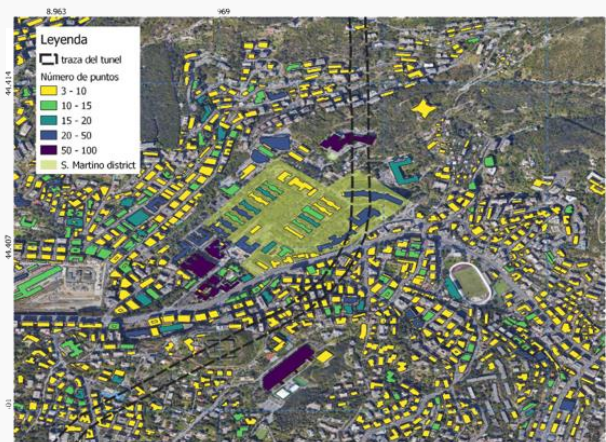 8.963 969
Leyenda
traza del tunel
Número de puntos
3 - 10
10 - 15
15 - 20
20 - 50
50 - 100
S. Martino district
44.414
44.407
.01